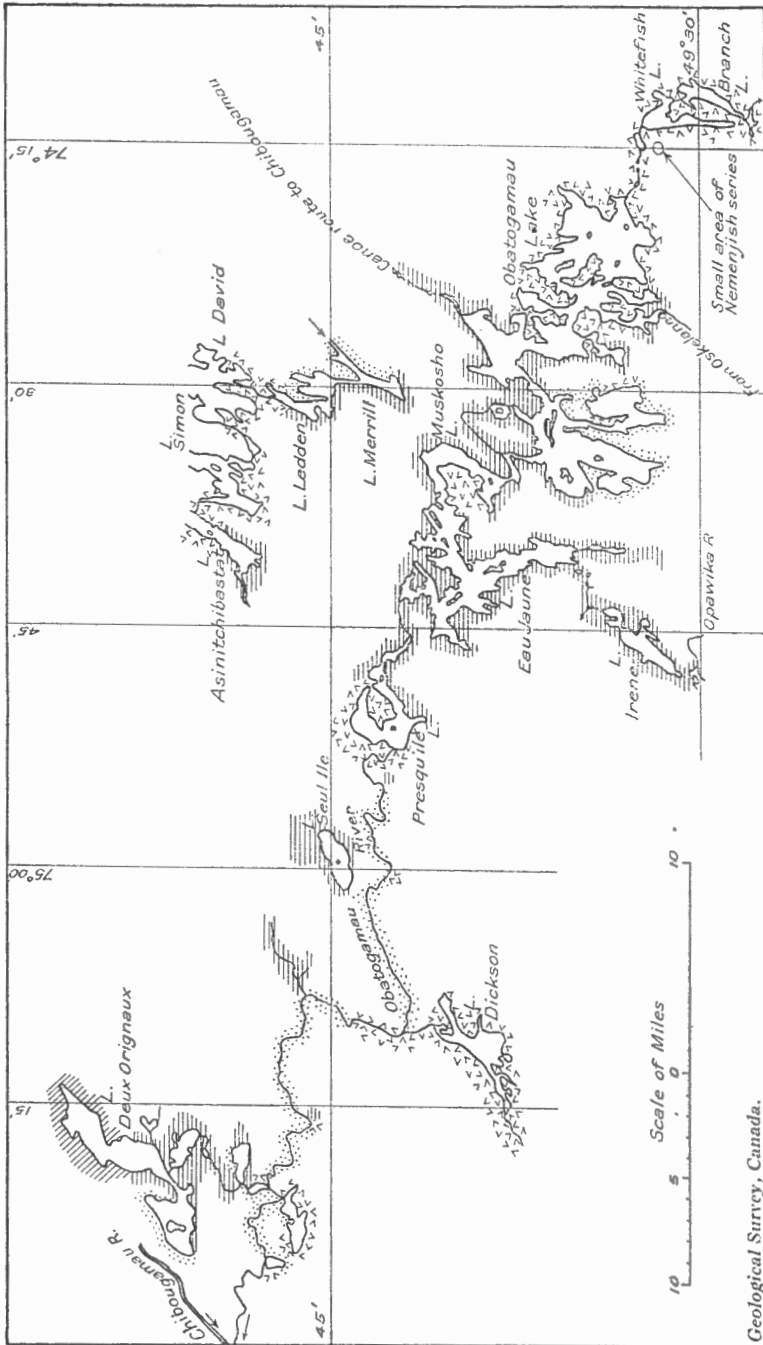 Chibougamau R.
L.
Deux Orignaux
L. Seul Ile
Obatogamau
River
L.
Dickson
Presqu'ile
L.
L.
Asinitchibastat
L.
Simon
L. David
L. Ledden
L. Merrill
Muskosho
L.
L.
Eau Jaune
L.
Irene
Opawika R
Canoe route to Chibougamau
Obatogamau
Lake
From Oskelaneo
Whitefish
L.
Branch
L.
Small area of
Nemenjish series
45'
15'
75°00
45'
30'
74°15'
45'
49°30'
Scale of Miles
10
5
0
10
Geological Survey, Canada.